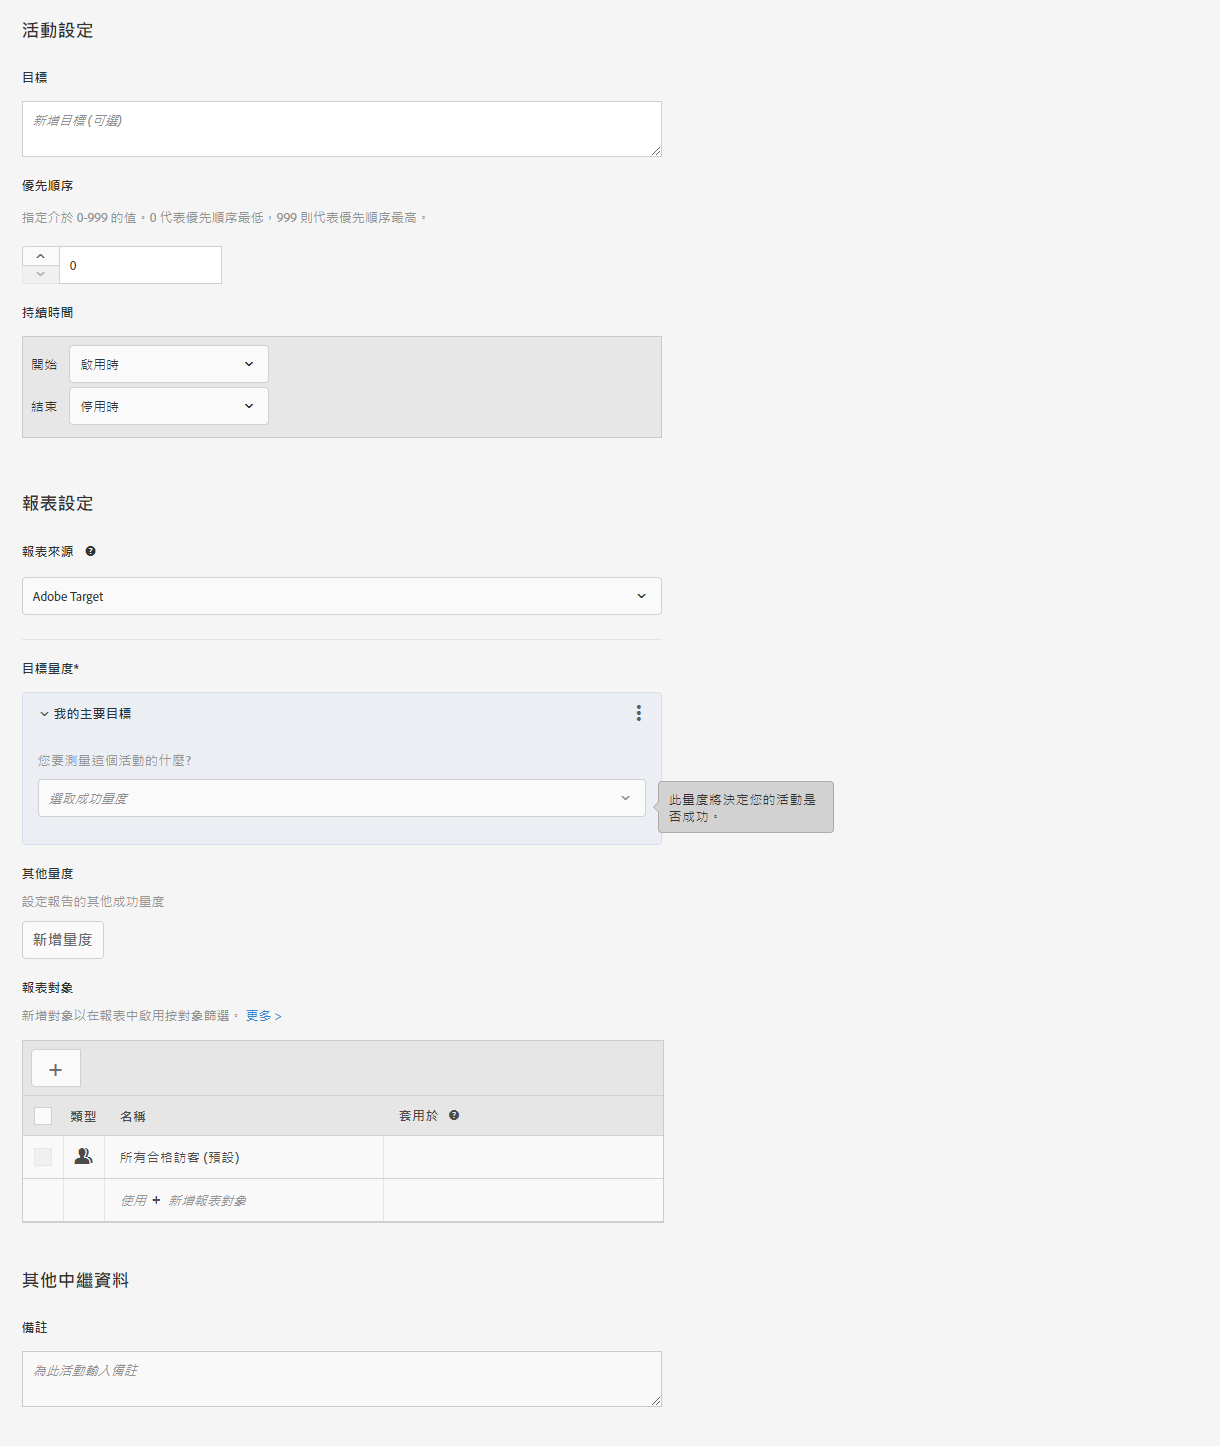 活動設定
目標
新增目標 (可選)
優先順序
指定介於 0-999 的值。0 代表優先順序最低，999 則代表優先順序最高。
0
持續時間
開始 啟用時
結束 停用時
報表設定
報表來源
Adobe Target
目標量度*
我的主要目標
您要測量這個活動的什麼?
選取成功量度
此量度將決定您的活動是
否成功。
其他量度
設定報告的其他成功量度
新增量度
報表對象
新增對象以在報表中啟用按對象篩選。 更多 >
+
類型 名稱 套用於
所有合格訪客 (預設)
使用 + 新增報表對象
其他中繼資料
備註
為此活動輸入備註